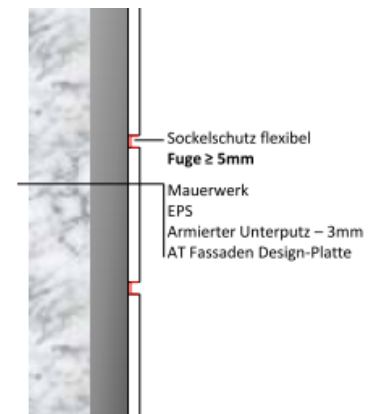 Sockelschutz flexibel
Fuge ≥ 5mm
Mauerwerk
EPS
Armierter Unterputz – 3mm
AT Fassaden Design-Platte